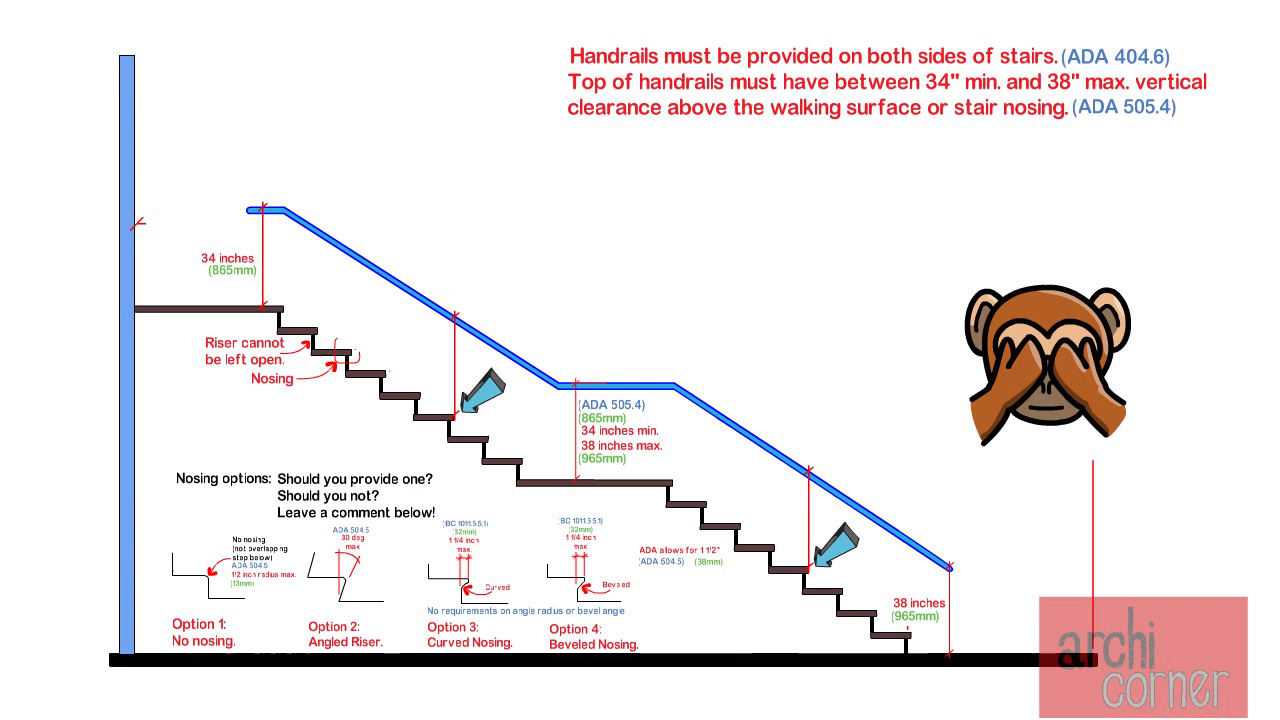 Handrails must be provided on both sides of stairs. (ADA 404.6)
Top of handrails must have between 34" min. and 38" max. vertical
clearance above the walking surface or stair nosing. (ADA 505.4)
34 inches
(865mm)
Riser cannot
be left open.
Nosing
(ADA 505.4)
(865mm)
34 inches min.
38 inches max.
(965mm)
Nosing options: Should you provide one?
Should you not?
Leave a comment below!
No nosing
(not overlapping
step below)
ADA 504.5
1/2 inch radius max.
(13mm)
Option 1:
No nosing.
ADA 504.5
30 deg.
max
Option 2:
Angled Riser.
(IBC 1011.5.5.1)
(32mm)
1 1/4 inch
max.
Curved
Option 3:
Curved Nosing.
(IBC 1011.5.5.1)
(32mm)
1 1/4 inch
max
Beveled
Option 4:
Beveled Nosing.
No requirements on angle radius or bevel angle.
ADA allows for 1 1/2"
(ADA 504.5) (38mm)
38 inches
(965mm)
archi
corner